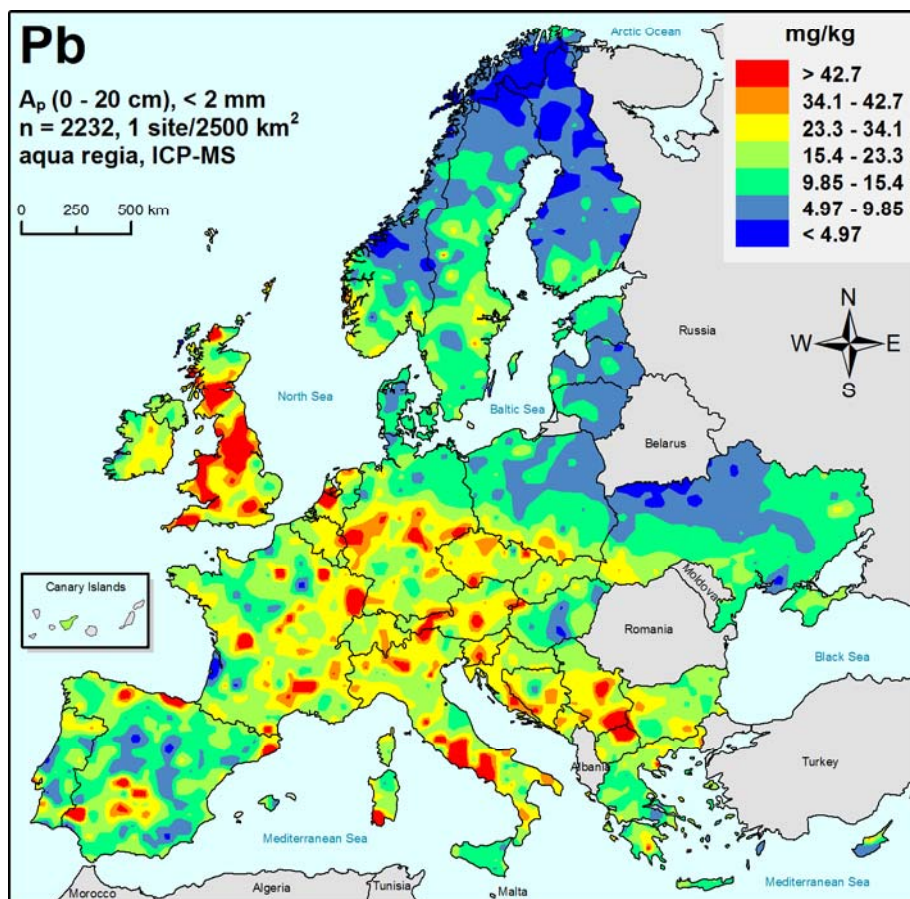 Pb
Aₚ (0 - 20 cm), < 2 mm
n = 2232, 1 site/2500 km²
aqua regia, ICP-MS
0 250 500 km
Arctic Ocean
mg/kg
> 42.7
34.1 - 42.7
23.3 - 34.1
15.4 - 23.3
9.85 - 15.4
4.97 - 9.85
< 4.97
N
W E
S
Russia
North Sea
Baltic Sea
Belarus
Canary Islands
Moldova
Romania
Black Sea
Albania
Turkey
Mediterranean Sea
Morocco
Algeria
Tunisia
Malta
Mediterranean Sea